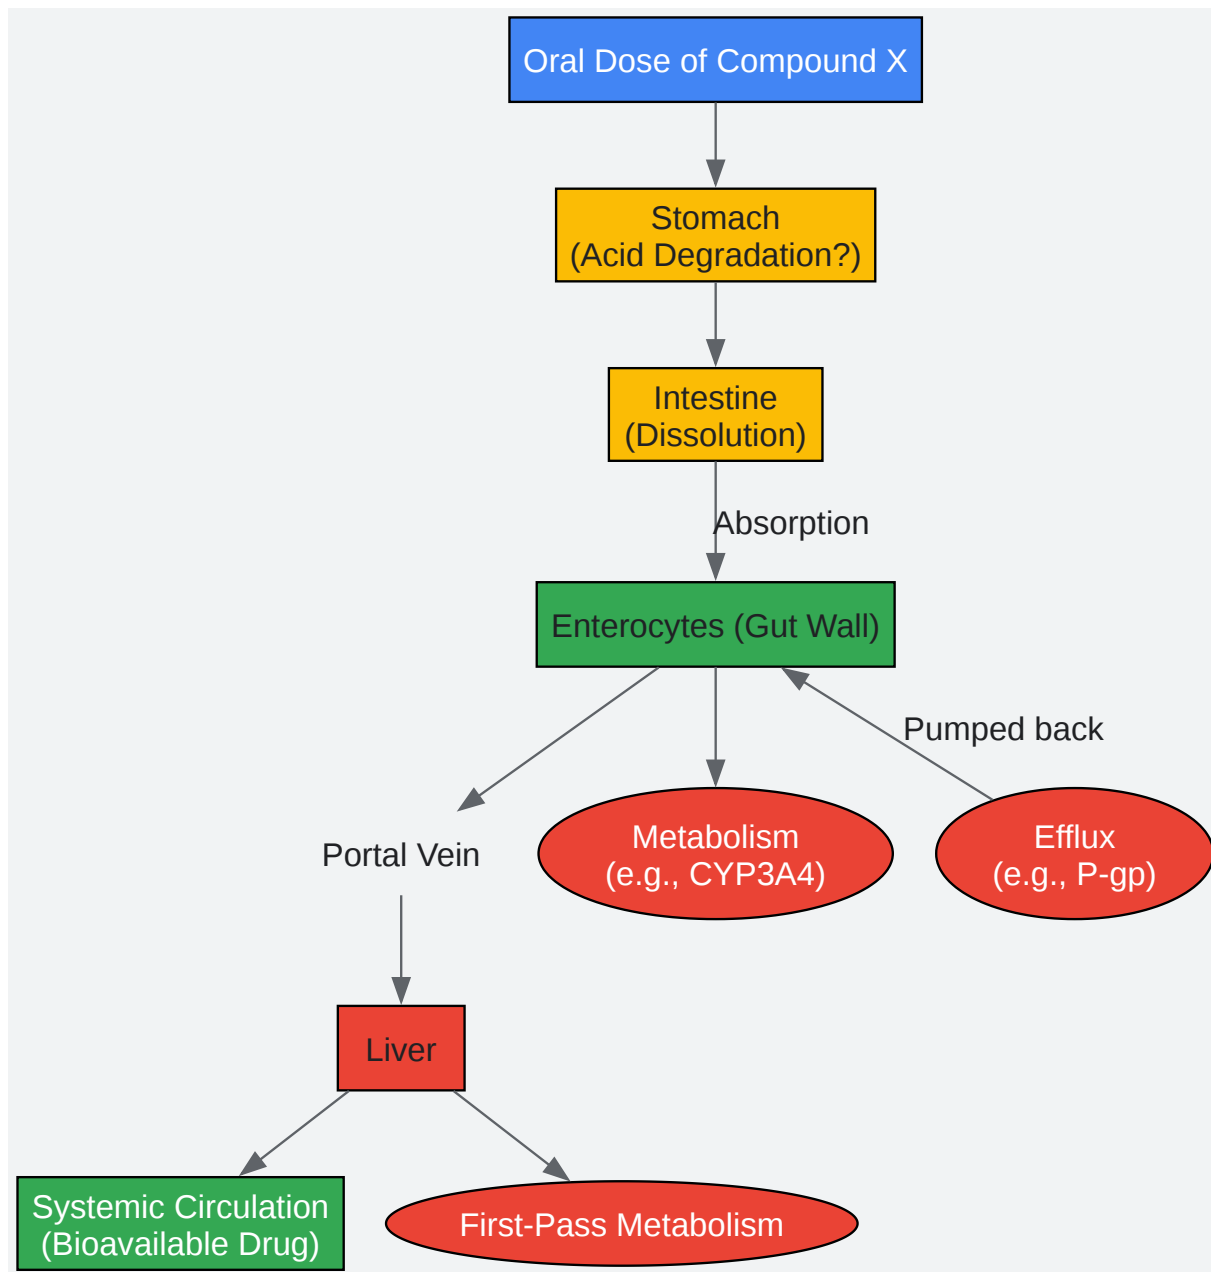 Oral Dose of Compound X
Stomach
(Acid Degradation?)
Intestine
(Dissolution)
Absorption
Enterocytes (Gut Wall)
Pumped back
Portal Vein
Metabolism
(e.g., CYP3A4)
Efflux
(e.g., P-gp)
Liver
Systemic Circulation
(Bioavailable Drug)
First-Pass Metabolism